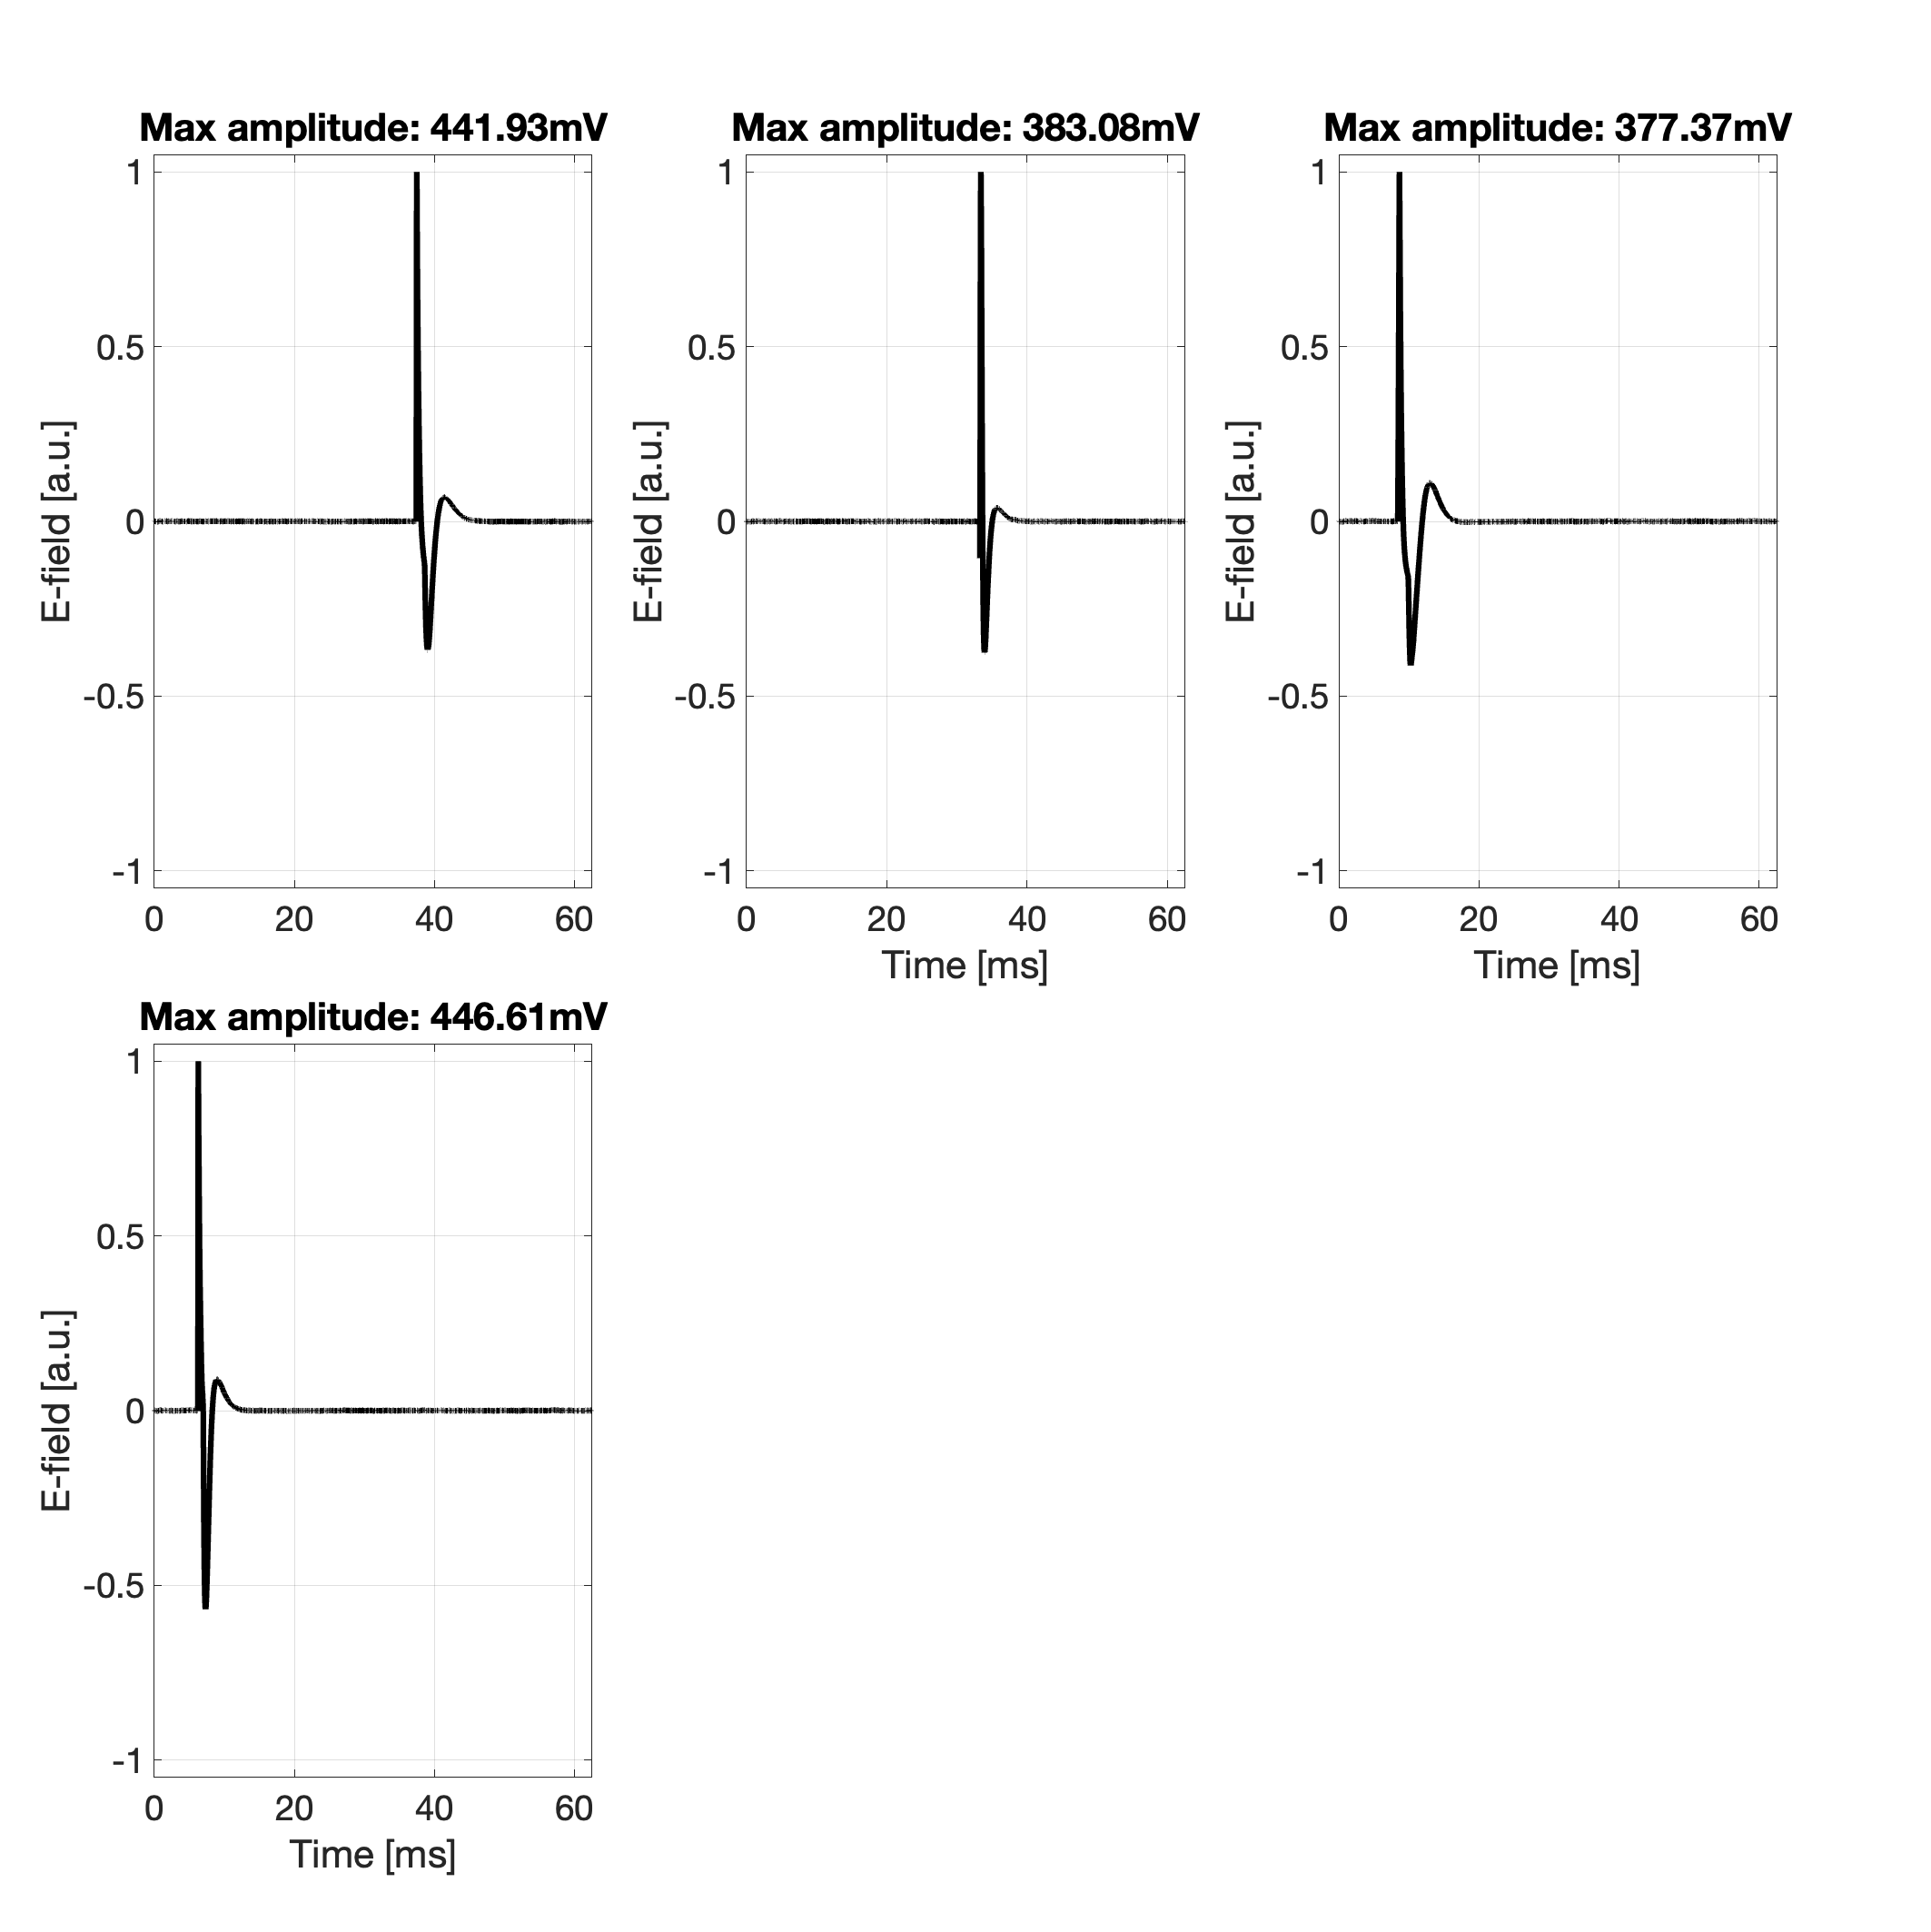 Max amplitude: 441.93mV
1
0.5
0
-0.5
-1
E-field [a.u.]
0 20 40 60
Max amplitude: 383.08mV
1
0.5
0
-0.5
-1
E-field [a.u.]
0 20 40 60
Time [ms]
Max amplitude: 377.37mV
1
0.5
0
-0.5
-1
E-field [a.u.]
0 20 40 60
Time [ms]
Max amplitude: 446.61mV
1
0.5
0
-0.5
-1
E-field [a.u.]
0 20 40 60
Time [ms]